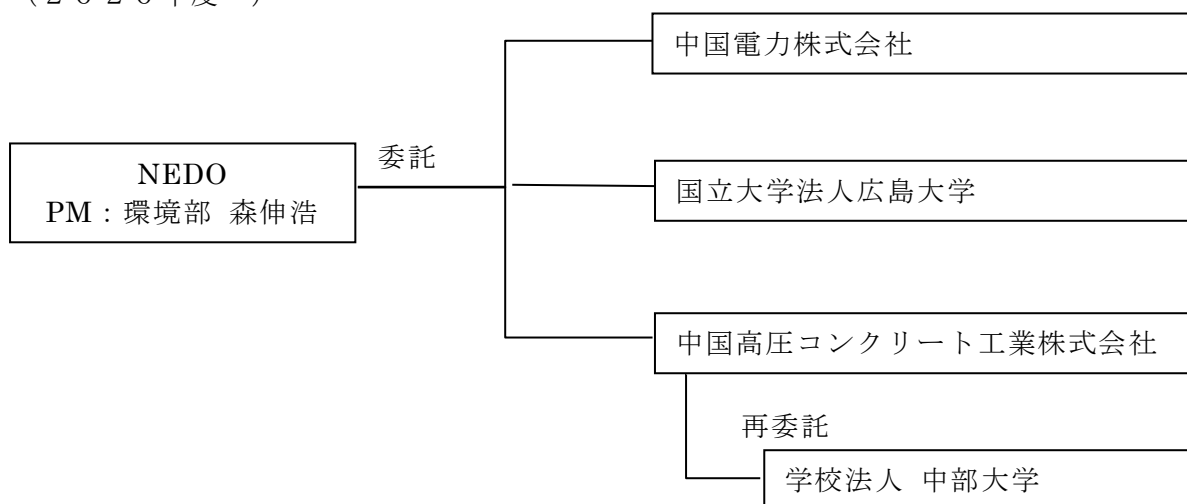 中国電力株式会社
委託
NEDO
PM：環境部 森伸浩
国立大学法人広島大学
中国高圧コンクリート工業株式会社
再委託
学校法人 中部大学